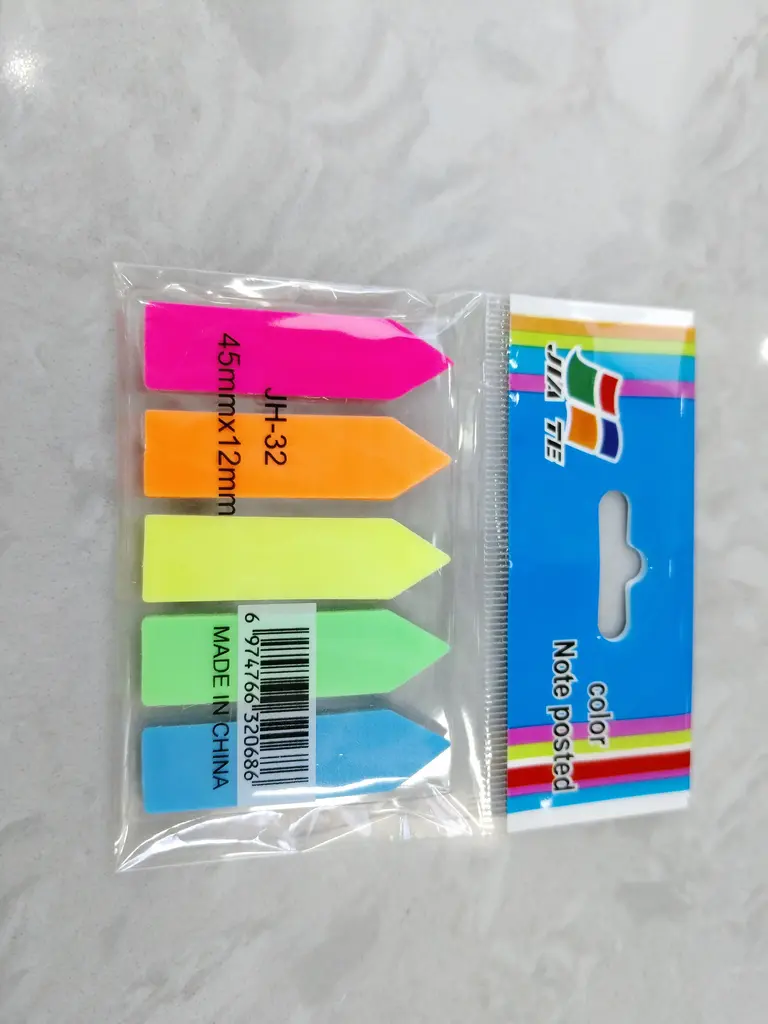 JIA TIE
color
Note posted
JH-32
45mmx12mm
6 974766 320686
MADE IN CHINA